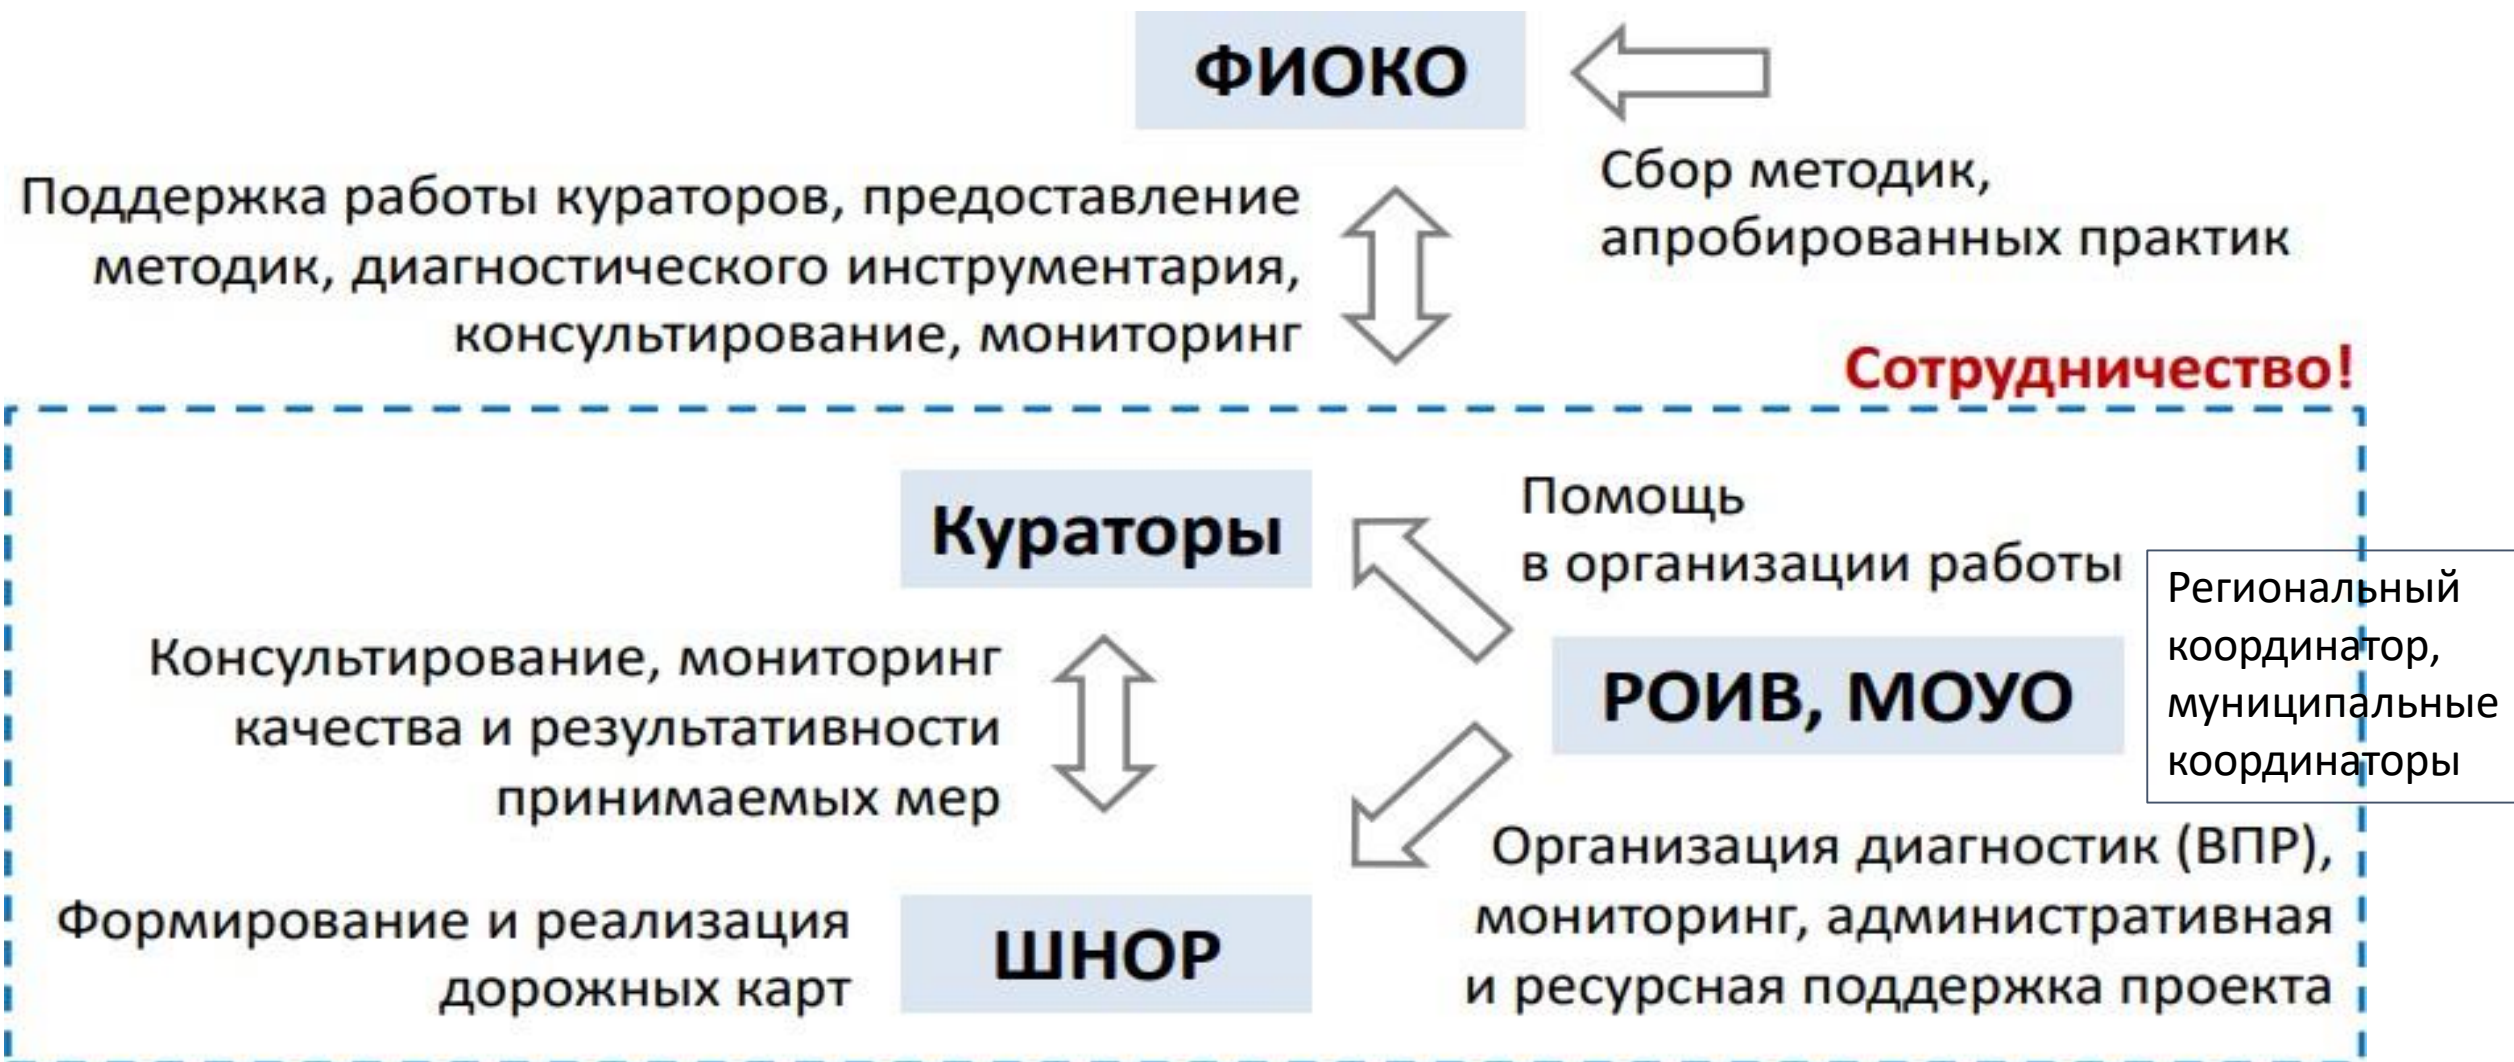 ФИОКО
Сбор методик,
апробированных практик
Поддержка работы кураторов, предоставление
методик, диагностического инструментария,
консультирование, мониторинг
Сотрудничество!
Кураторы
Помощь
в организации работы
Региональный
координатор,
муниципальные
координаторы
РОИВ, МОУО
Консультирование, мониторинг
качества и результативности
принимаемых мер
Организация диагностик (ВПР),
мониторинг, административная
и ресурсная поддержка проекта
Формирование и реализация
дорожных карт
ШНОР